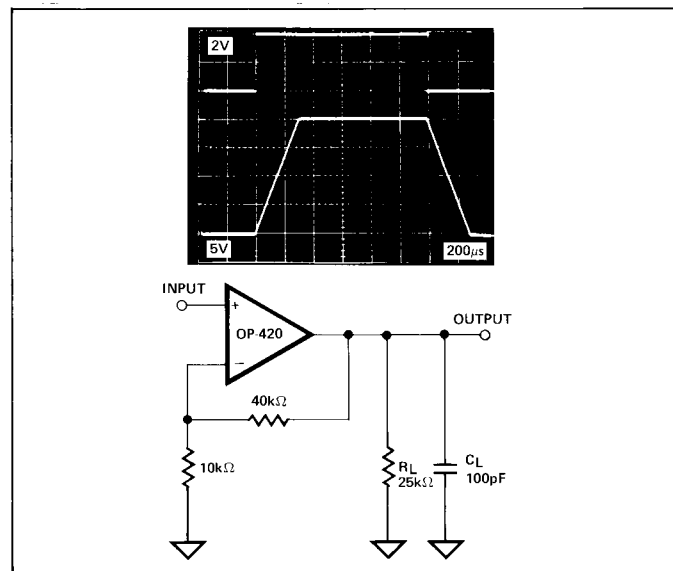 2V
5V
200μs
INPUT
+
OP-420
−
OUTPUT
40kΩ
10kΩ
RL
25kΩ
CL
100pF